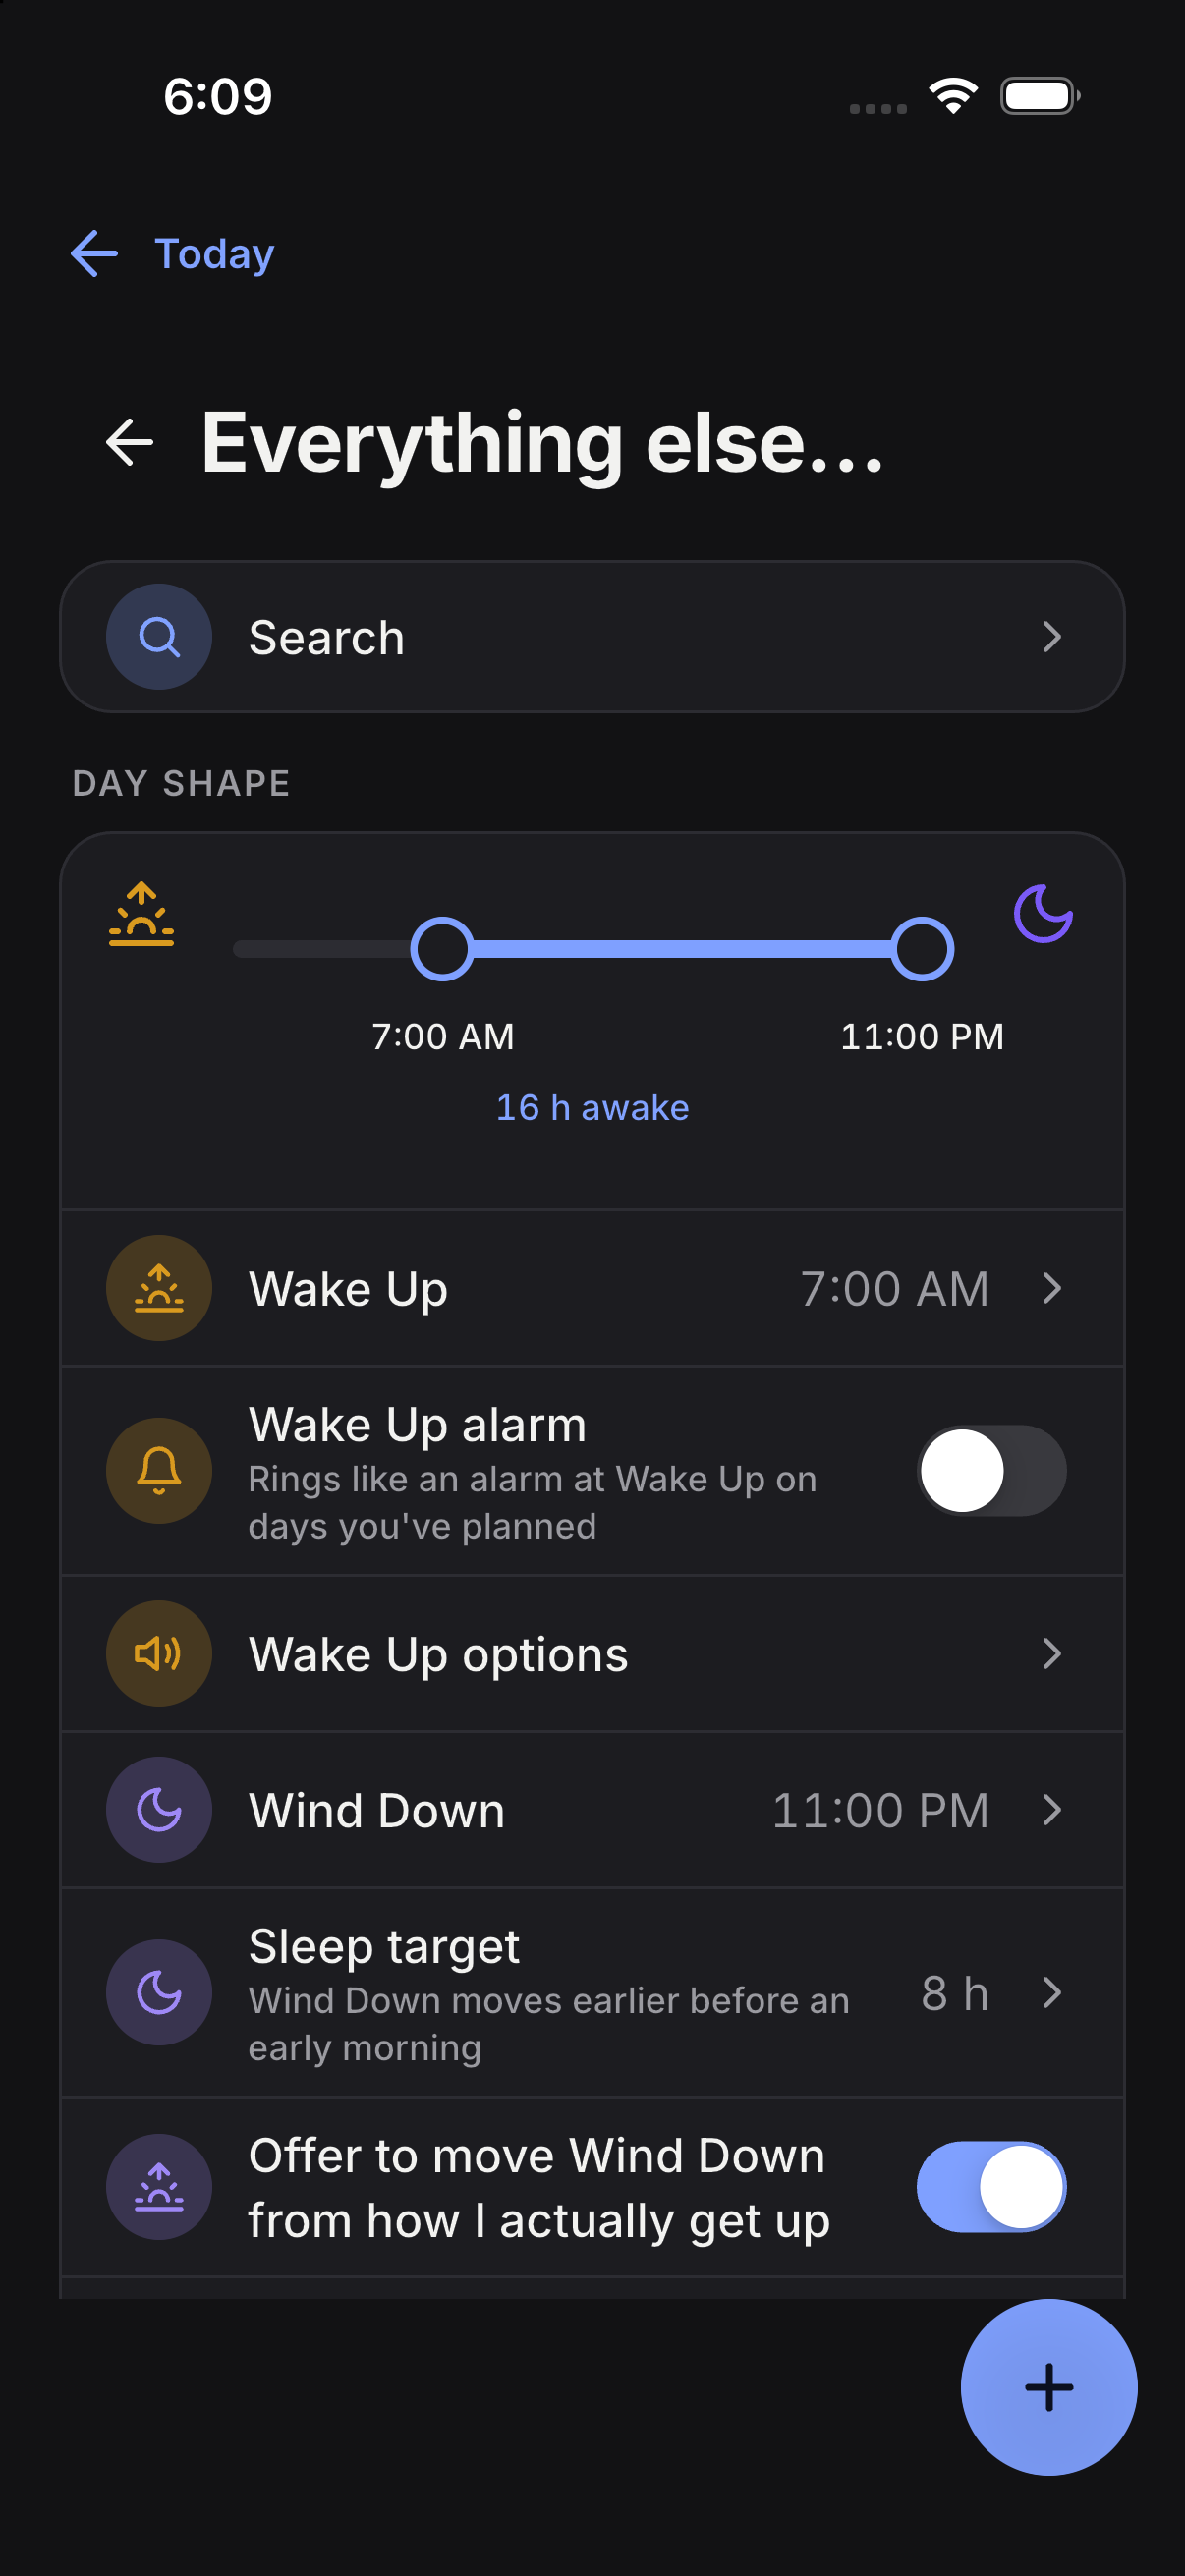 6:09
Today
Everything else...
Search
DAY SHAPE
7:00 AM
11:00 PM
16 h awake
Wake Up
7:00 AM
Wake Up alarm
Rings like an alarm at Wake Up on
days you've planned
Wake Up options
Wind Down
11:00 PM
Sleep target
Wind Down moves earlier before an
early morning
8 h
Offer to move Wind Down
from how I actually get up